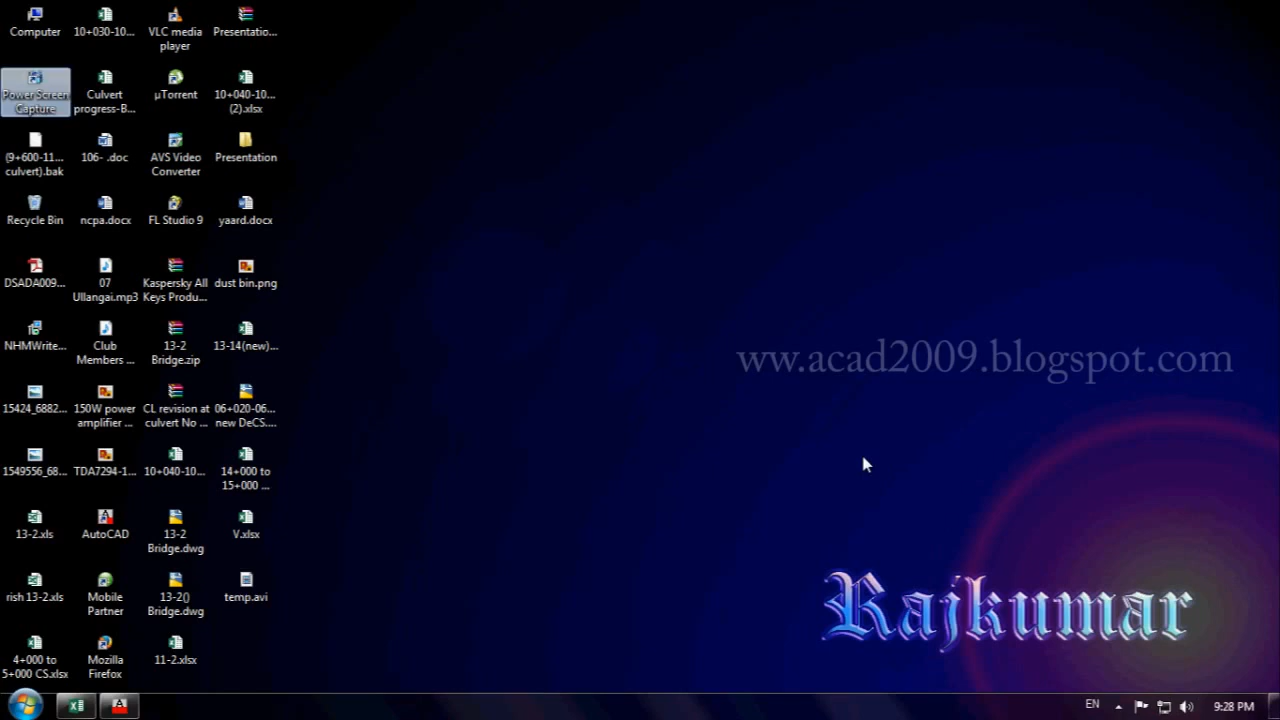 Computer
10+030-10...
VLC media
player
Presentatio...
Power Screen
Capture
Culvert
progress-B...
µTorrent
10+040-10...
(2).xlsx
(9+600-11...
culvert).bak
106- .doc
AVS Video
Converter
Presentation
Recycle Bin
ncpa.docx
FL Studio 9
yaard.docx
DSADA009...
07
Ullangai.mp3
Kaspersky All
Keys Produ...
dust bin.png
NHMWrite...
Club
Members ...
13-2
Bridge.zip
13-14(new)...
15424_6882...
150W power
amplifier ...
CL revision at
culvert No ...
06+020-06...
new DeCS....
1549556_68...
TDA7294-1...
10+040-10...
14+000 to
15+000 ...
13-2.xls
AutoCAD
13-2
Bridge.dwg
V.xlsx
rish 13-2.xls
Mobile
Partner
13-2()
Bridge.dwg
temp.avi
4+000 to
5+000 CS.xlsx
Mozilla
Firefox
11-2.xlsx
ww.acad2009.blogspot.com
Rajkumar
EN
9:28 PM